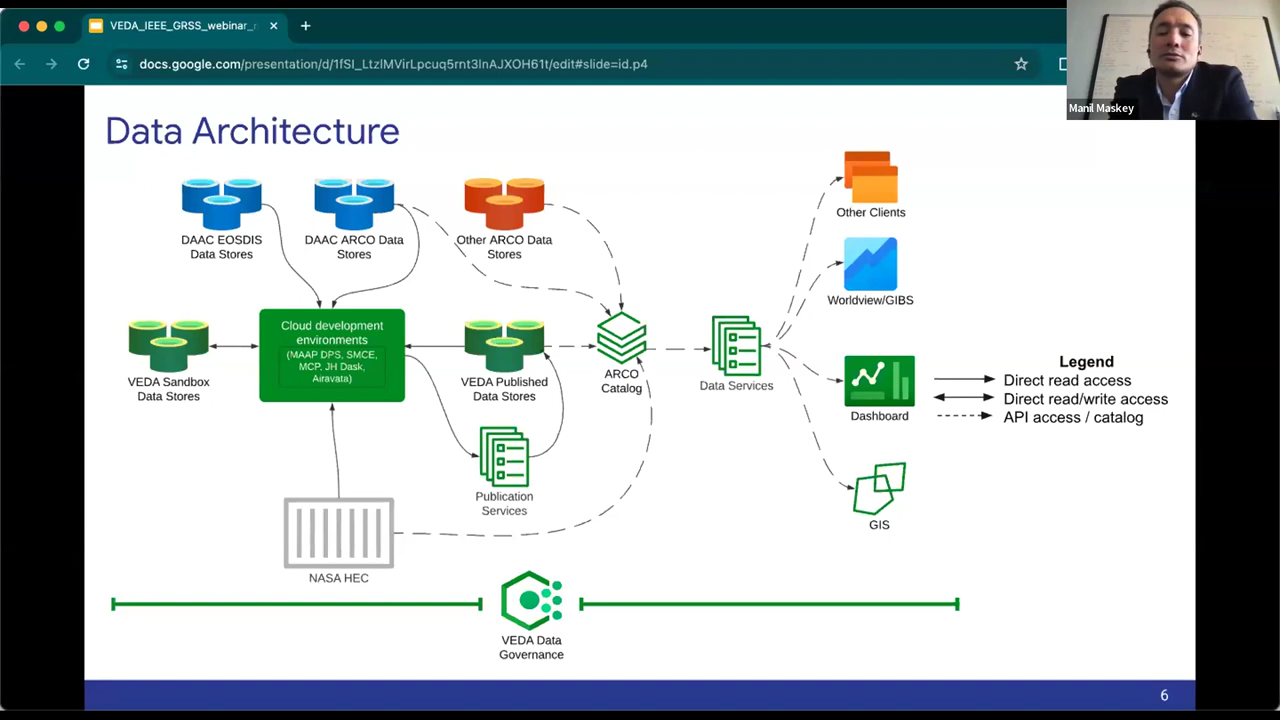 VEDA_IEEE_GRSS_webinar_
docs.google.com/presentation/d/1fSI_LtzlMVirLpcuq5rnt3lnAJXOH61t/edit#slide=id.p4
Manil Maskey
Data Architecture
DAAC EOSDIS
Data Stores
DAAC ARCO Data
Stores
Other ARCO Data
Stores
Other Clients
Worldview/GIBS
Cloud development
environments
(MAAP DPS, SMCE,
MCP, JH Dask,
Airavata)
VEDA Sandbox
Data Stores
VEDA Published
Data Stores
ARCO
Catalog
Data Services
Dashboard
Legend
Direct read access
Direct read/write access
API access / catalog
Publication
Services
GIS
NASA HEC
VEDA Data
Governance
6